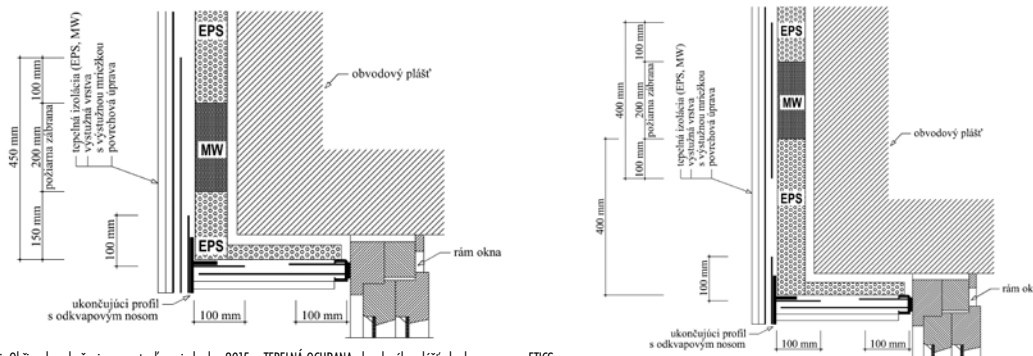 EPS
MW
EPS
450 mm
100 mm
200 mm
150 mm
požiarna zábrana
tepelná izolácia (EPS, MW)
výstužná vrstva
s výstužnou mriežkou
povrchová úprava
100 mm
obvodový plášť
rám okna
ukončujúci profil
s odkvapovým nosom
100 mm
100 mm
EPS
MW
EPS
400 mm
100 mm
200 mm
100 mm
požiarna zábrana
400 mm
tepelná izolácia (EPS, MW)
výstužná vrstva
s výstužnou mriežkou
povrchová úprava
100 mm
obvodový plášť
rám ok
ukončujúci profil
s odkvapovým nosom
100 mm
100 mm
2015 TEPELNÁ OCHRANA ETICS